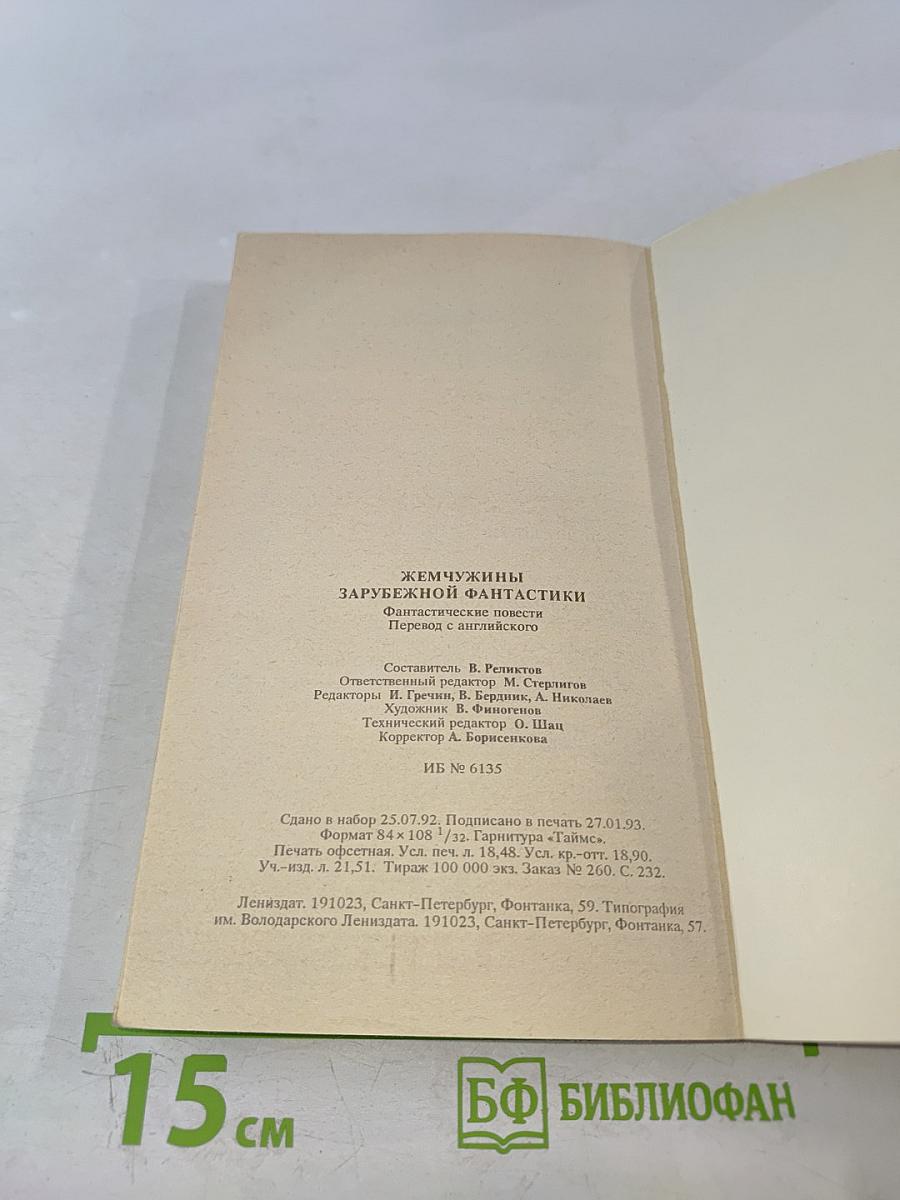 ЖЕМЧУЖИНЫ
ЗАРУБЕЖНОЙ ФАНТАСТИКИ
Фантастические повести
Перевод с английского
Составитель В. Реликтов
Ответственный редактор М. Стерлигов
Редакторы И. Гречин, В. Бердник, А. Николаев
Художник В. Финогенов
Технический редактор О. Шац
Корректор А. Борисенкова
ИБ № 6135
Сдано в набор 25.07.92. Подписано в печать 27.01.93.
Формат 84 × 108 1/32. Гарнитура «Таймс».
Печать офсетная. Усл. печ. л. 18,48. Усл. кр.-отт. 18,90.
Уч.-изд. л. 21,51. Тираж 100 000 экз. Заказ № 260. С. 232.
Лениздат. 191023, Санкт-Петербург, Фонтанка, 59. Типография
им. Володарского Лениздата. 191023, Санкт-Петербург, Фонтанка, 57.
15 см
БФ БИБЛИОФАН